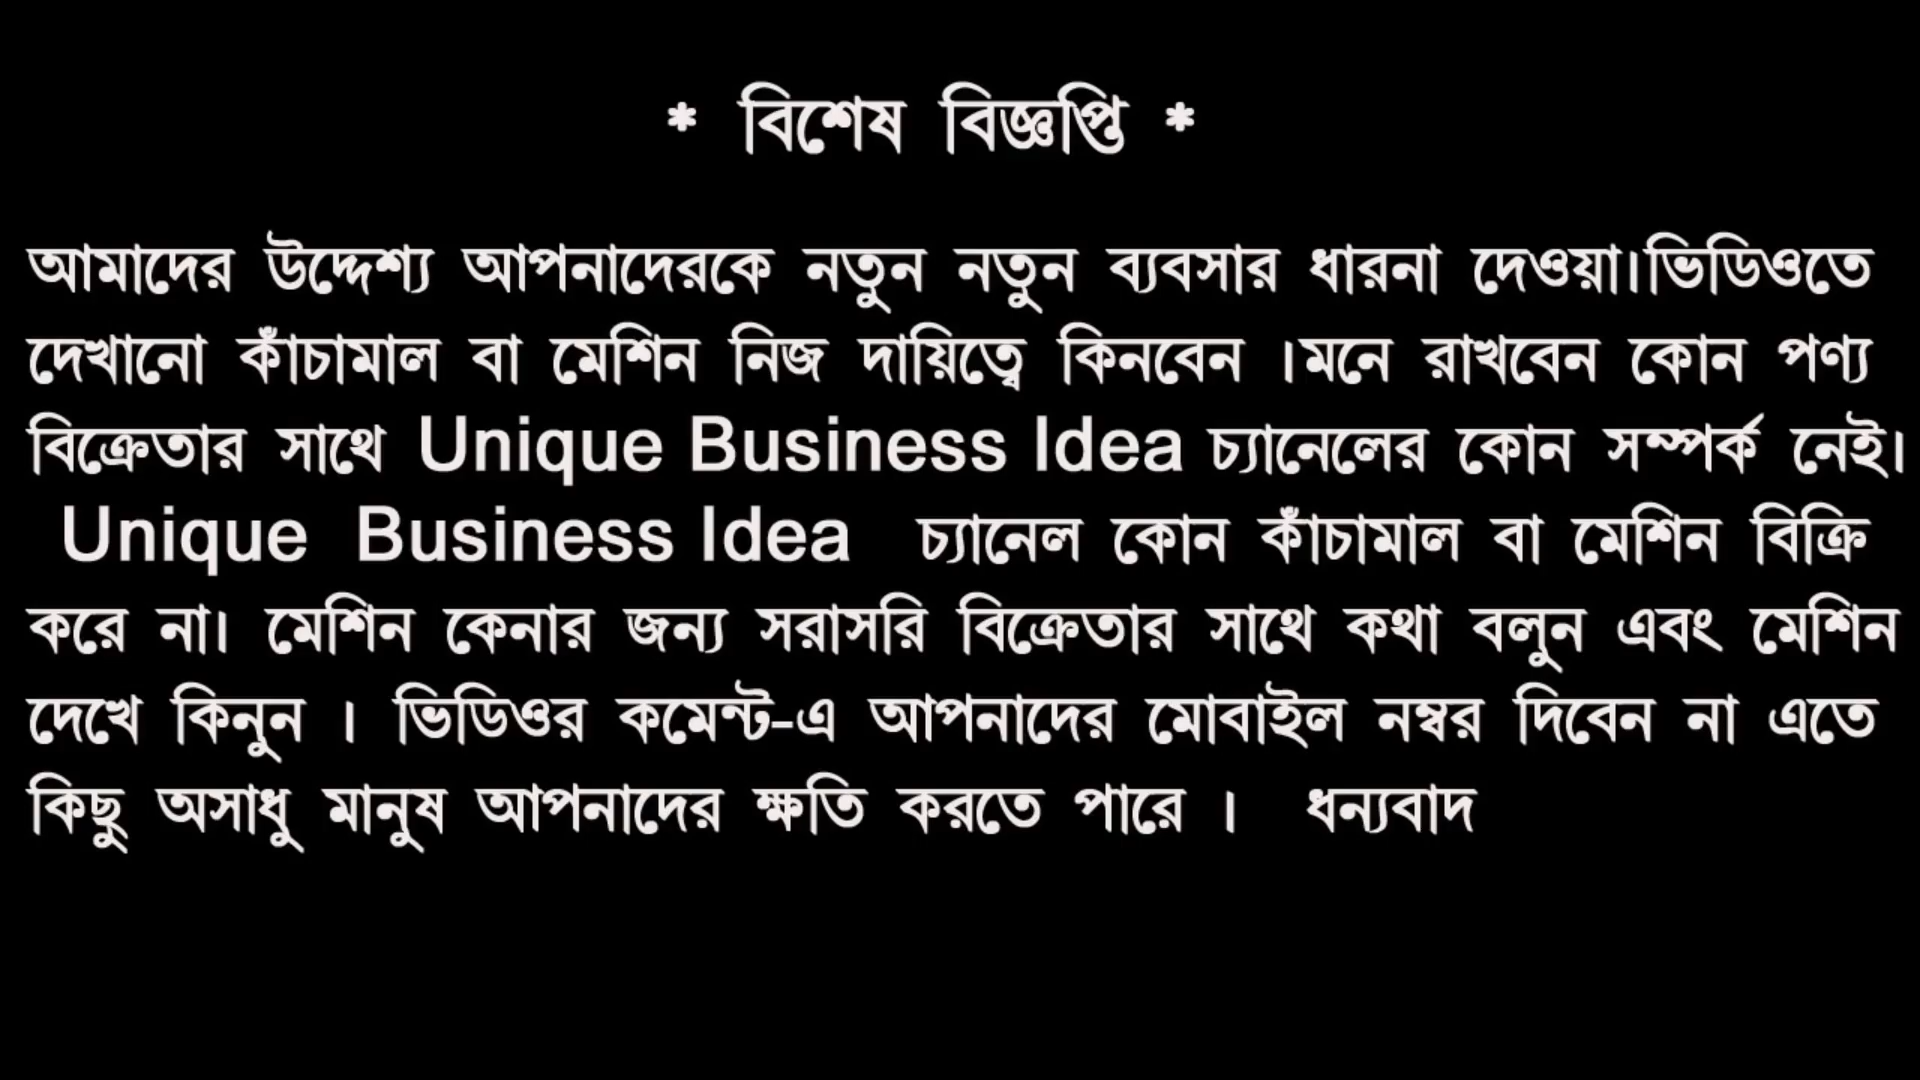 * বিশেষ বিজ্ঞপ্তি *
আমাদের উদ্দেশ্য আপনাদেরকে নতুন নতুন ব্যবসার ধারনা দেওয়া।ভিডিওতে
দেখানো কাঁচামাল বা মেশিন নিজ দায়িত্বে কিনবেন ।মনে রাখবেন কোন পণ্য
বিক্রেতার সাথে Unique Business Idea চ্যানেলের কোন সম্পর্ক নেই।
Unique Business Idea চ্যানেল কোন কাঁচামাল বা মেশিন বিক্রি
করে না। মেশিন কেনার জন্য সরাসরি বিক্রেতার সাথে কথা বলুন এবং মেশিন
দেখে কিনুন । ভিডিওর কমেন্ট-এ আপনাদের মোবাইল নম্বর দিবেন না এতে
কিছু অসাধু মানুষ আপনাদের ক্ষতি করতে পারে । ধন্যবাদ